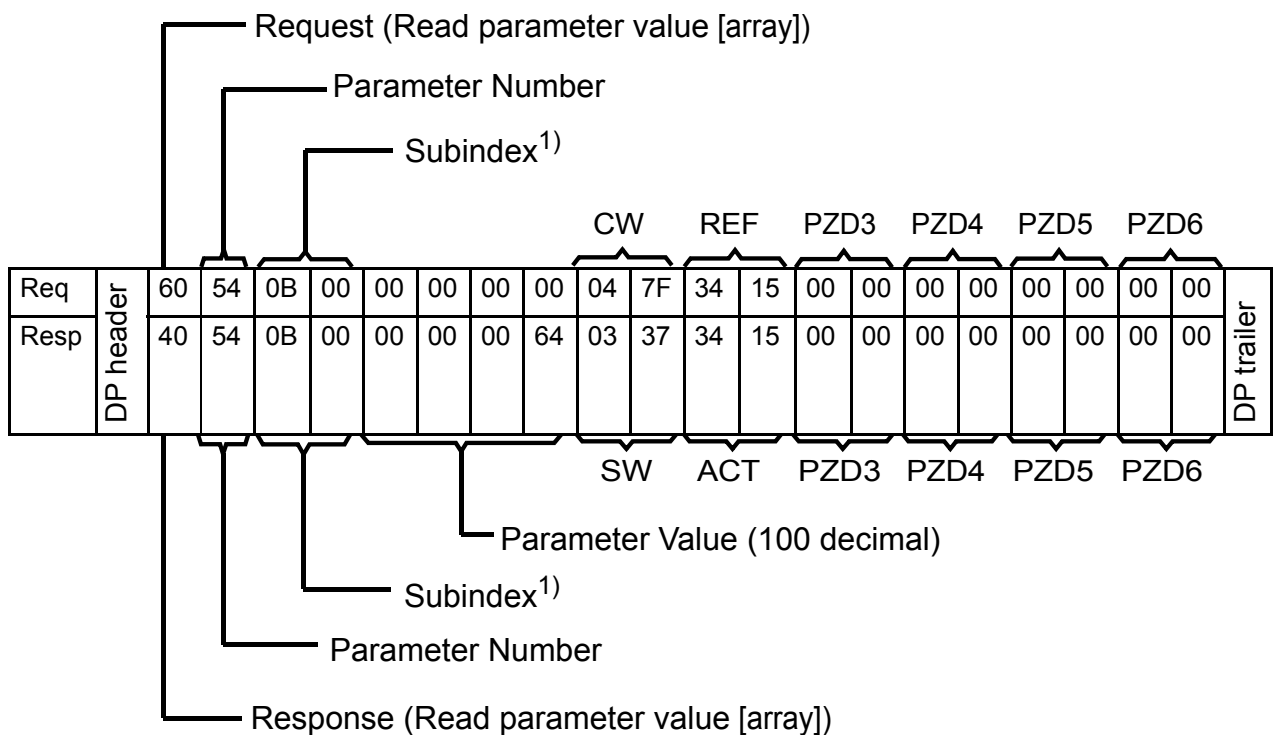 Request (Read parameter value [array])
Parameter Number
Subindex1)
CW REF PZD3 PZD4 PZD5 PZD6
Req DP header 60 54 0B 00 00 00 00 00 04 7F 34 15 00 00 00 00 00 00 00 00 DP trailer
Resp 40 54 0B 00 00 00 00 64 03 37 34 15 00 00 00 00 00 00 00 00
SW ACT PZD3 PZD4 PZD5 PZD6
Parameter Value (100 decimal)
Subindex1)
Parameter Number
Response (Read parameter value [array])